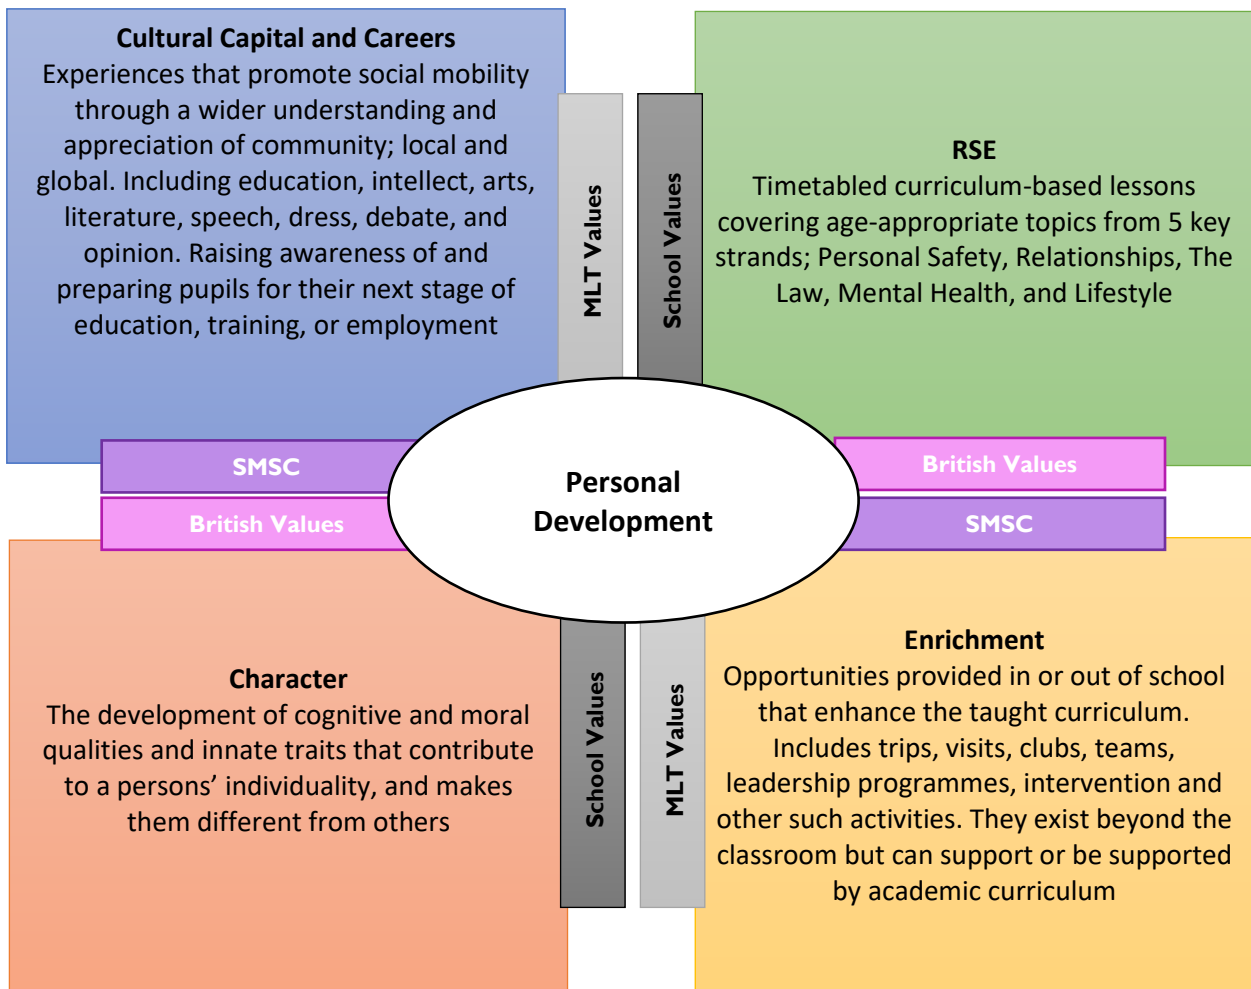 Cultural Capital and Careers
Experiences that promote social mobility
through a wider understanding and
appreciation of community; local and
global. Including education, intellect, arts,
literature, speech, dress, debate, and
opinion. Raising awareness of and
preparing pupils for their next stage of
education, training, or employment
MLT Values
School Values
RSE
Timetabled curriculum-based lessons
covering age-appropriate topics from 5 key
strands; Personal Safety, Relationships, The
Law, Mental Health, and Lifestyle
SMSC
British Values
Personal
Development
British Values
SMSC
Character
The development of cognitive and moral
qualities and innate traits that contribute
to a persons’ individuality, and makes
them different from others
School Values
MLT Values
Enrichment
Opportunities provided in or out of school
that enhance the taught curriculum.
Includes trips, visits, clubs, teams,
leadership programmes, intervention and
other such activities. They exist beyond the
classroom but can support or be supported
by academic curriculum